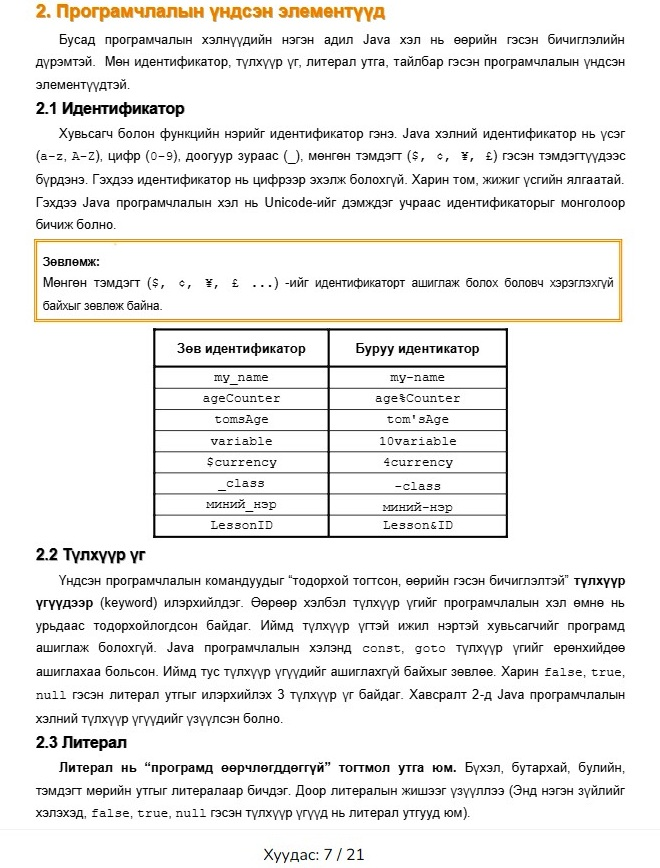 2. Програмчлалын үндсэн элементүүд
Бусад програмчалын хэлнүүдийн нэгэн адил Java хэл нь өөрийн гэсэн бичиглэлийн
дүрэмтэй. Мөн идентификатор, түлхүүр үг, литерал утга, тайлбар гэсэн програмчлалын үндсэн
элементүүдтэй.
2.1 Идентификатор
Хувьсагч болон функцийн нэрийг идентификатор гэнэ. Java хэлний идентификатор нь үсэг
(a-z, A-Z), цифр (0-9), доогуур зураас (_), мөнгөн тэмдэгт ($, ¢, ¥, £) гэсэн тэмдэгтүүдээс
бүрдэнэ. Гэхдээ идентификатор нь цифрээр эхэлж болохгүй. Харин том, жижиг үсгийн ялгаатай.
Гэхдээ Java програмчлалын хэл нь Unicode-ийг дэмждэг учраас идентификаторыг монголоор
бичиж болно.
Зөвлөмж:
Мөнгөн тэмдэгт ($, ¢, ¥, £ ...) -ийг идентификаторт ашиглаж болох боловч хэрэглэхгүй
байхыг зөвлөж байна.
Зөв идентификатор Буруу идентикатор
my_name my-name
ageCounter age%Counter
tomsAge tom'sAge
variable 10variable
$currency 4currency
_class -class
миний_нэр миний-нэр
LessonID Lesson&ID
2.2 Түлхүүр үг
Үндсэн програмчлалын командуудыг “тодорхой тогтсон, өөрийн гэсэн бичиглэлтэй” түлхүүр
үгүүдээр (keyword) илэрхийлдэг. Өөрөөр хэлбэл түлхүүр үгийг програмчлалын хэл өмнө нь
урьдаас тодорхойлогдсон байдаг. Иймд түлхүүр үгтэй ижил нэртэй хувьсагчийг програмд
ашиглаж болохгүй. Java програмчлалын хэлэнд const, goto түлхүүр үгийг ерөнхийдөө
ашиглахаа больсон. Иймд тус түлхүүр үгүүдийг ашиглахгүй байхыг зөвлөе. Харин false, true,
null гэсэн литерал утгыг илэрхийлэх 3 түлхүүр үг байдаг. Хавсралт 2-д Java програмчлалын
хэлний түлхүүр үгүүдийг үзүүлсэн болно.
2.3 Литерал
Литерал нь “програмд өөрчлөгддөггүй” тогтмол утга юм. Бүхэл, бутархай, булийн,
тэмдэгт мөрийн утгыг литералаар бичдэг. Доор литералын жишээг үзүүллээ (Энд нэгэн зүйлийг
хэлэхэд, false, true, null гэсэн түлхүүр үгүүд нь литерал утгууд юм).
Хуудас: 7 / 21